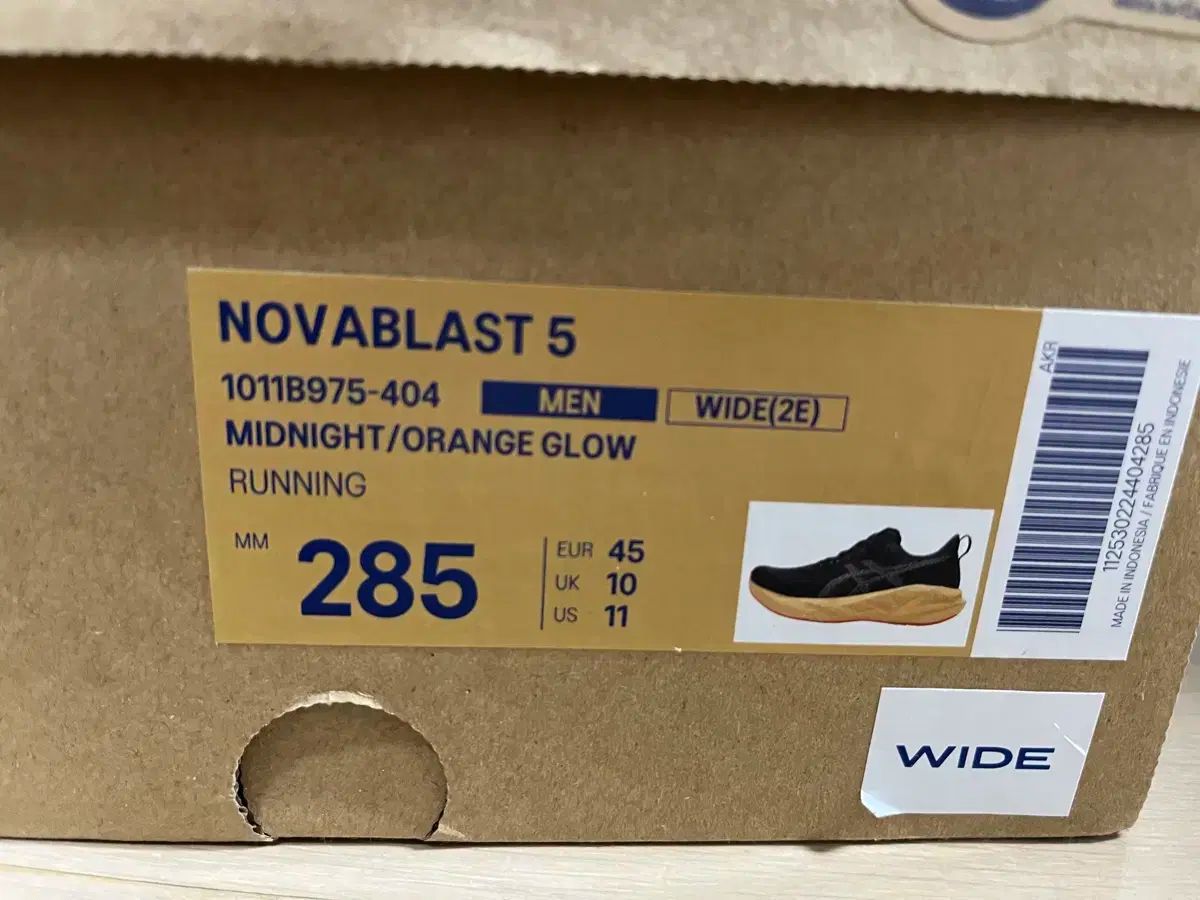 NOVABLAST 5
1011B975-404
MEN
WIDE(2E)
MIDNIGHT/ORANGE GLOW
RUNNING
MM 285
EUR 45
UK 10
US 11
AKR
1125302224404285
MADE IN INDONESIA / FABRIQUE EN INDONESIE
WIDE